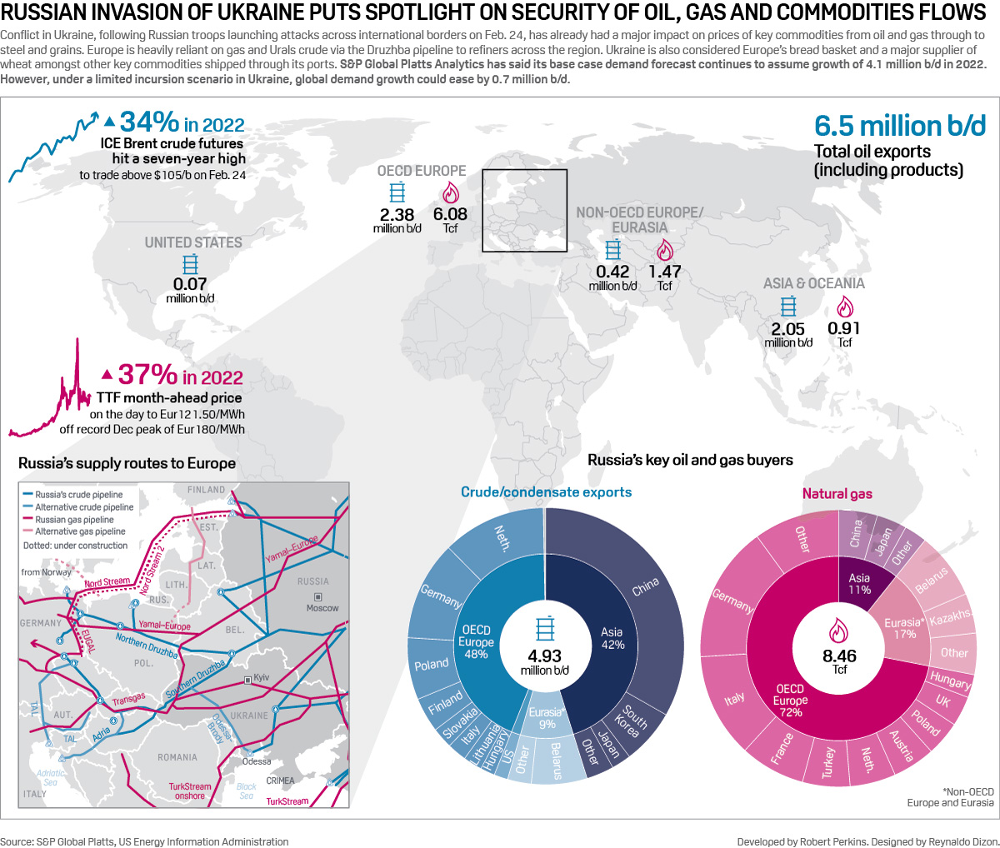 RUSSIAN INVASION OF UKRAINE PUTS SPOTLIGHT ON SECURITY OF OIL, GAS AND COMMODITIES FLOWS
Conflict in Ukraine, following Russian troops launching attacks across international borders on Feb. 24, has already had a major impact on prices of key commodities from oil and gas through to
steel and grains. Europe is heavily reliant on gas and Urals crude via the Druzhba pipeline to refiners across the region. Ukraine is also considered Europe's bread basket and a major supplier of
wheat amongst other key commodities shipped through its ports. S&P Global Platts Analytics has said its base case demand forecast continues to assume growth of 4.1 million b/d in 2022.
However, under a limited incursion scenario in Ukraine, global demand growth could ease by 0.7 million b/d.
▲ 34% in 2022
ICE Brent crude futures
hit a seven-year high
to trade above $105/b on Feb. 24
6.5 million b/d
Total oil exports
(including products)
OECD EUROPE
2.38
million b/d
6.08
Tcf
NON-OECD EUROPE/
EURASIA
0.42
million b/d
1.47
Tcf
UNITED STATES
0.07
million b/d
ASIA & OCEANIA
2.05
million b/d
0.91
Tcf
▲ 37% in 2022
TTF month-ahead price
on the day to Eur121.50/MWh
off record Dec peak of Eur180/MWh
Russia's supply routes to Europe
Russia's crude pipeline
Alternative crude pipeline
Russian gas pipeline
Alternative gas pipeline
Dotted: under construction
from Norway
FINLAND
EST.
LAT.
LITH.
RUS.
RUSSIA
Moscow
Yamal–Europe
Nord Stream
Nord Stream 2
GERMANY
EUGAL
Yamal–Europe
Northern Druzhba
BEL.
POL.
Southern Druzhba
Kyiv
Transgas
TAL
AUT.
TAL
Adria
UKRAINE
Odessa–
Brody
ROMANIA
Odessa
Adriatic
Sea
ITALY
TurkStream
onshore
Black
Sea
CRIMEA
TurkStream
Russia's key oil and gas buyers
Crude/condensate exports
4.93
million b/d
Asia
42%
China
South
Korea
Japan
Other
Eurasia*
9%
Belarus
Other
US
OECD
Europe
48%
Hungary
Lithuania
Italy
Slovakia
Finland
Poland
Germany
Neth.
Natural gas
8.46
Tcf
Asia
11%
China
Japan
Other
Eurasia*
17%
Belarus
Kazakhs.
Other
OECD
Europe
72%
Hungary
UK
Poland
Austria
Neth.
Turkey
France
Italy
Germany
Other
*Non-OECD
Europe and Eurasia
Source: S&P Global Platts, US Energy Information Administration
Developed by Robert Perkins. Designed by Reynaldo Dizon.